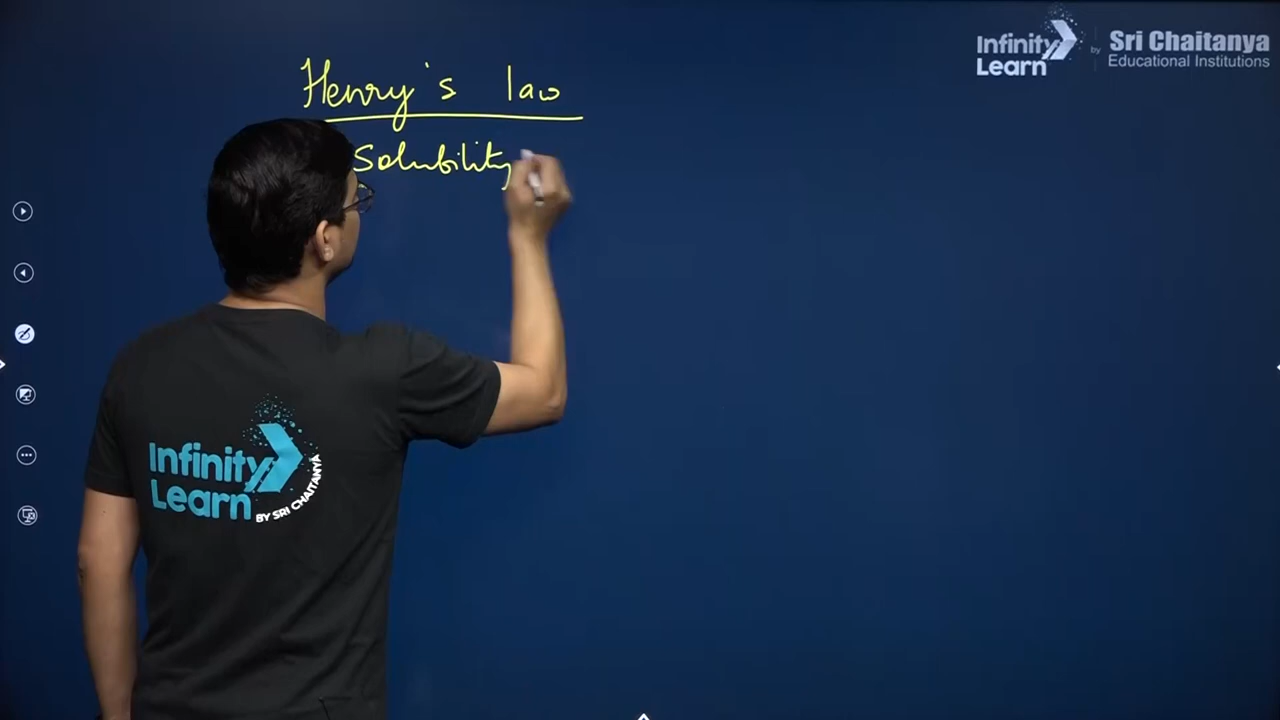 Infinity Learn by Sri Chaitanya Educational Institutions
Henry's law
Solubility
Infinity
Learn
BY SRI CHAITANYA